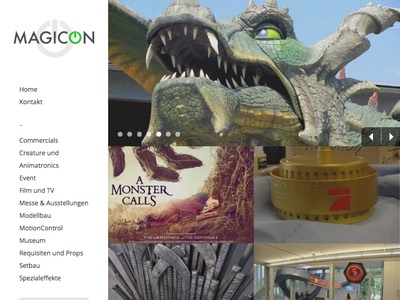 MAGICON
Home
Kontakt
–
Commercials
Creature und
Animatronics
Event
Film und TV
Messe & Ausstellungen
Modellbau
MotionControl
Museum
Requisiten und Props
Setbau
Spezialeffekte
A
MONSTER
CALLS